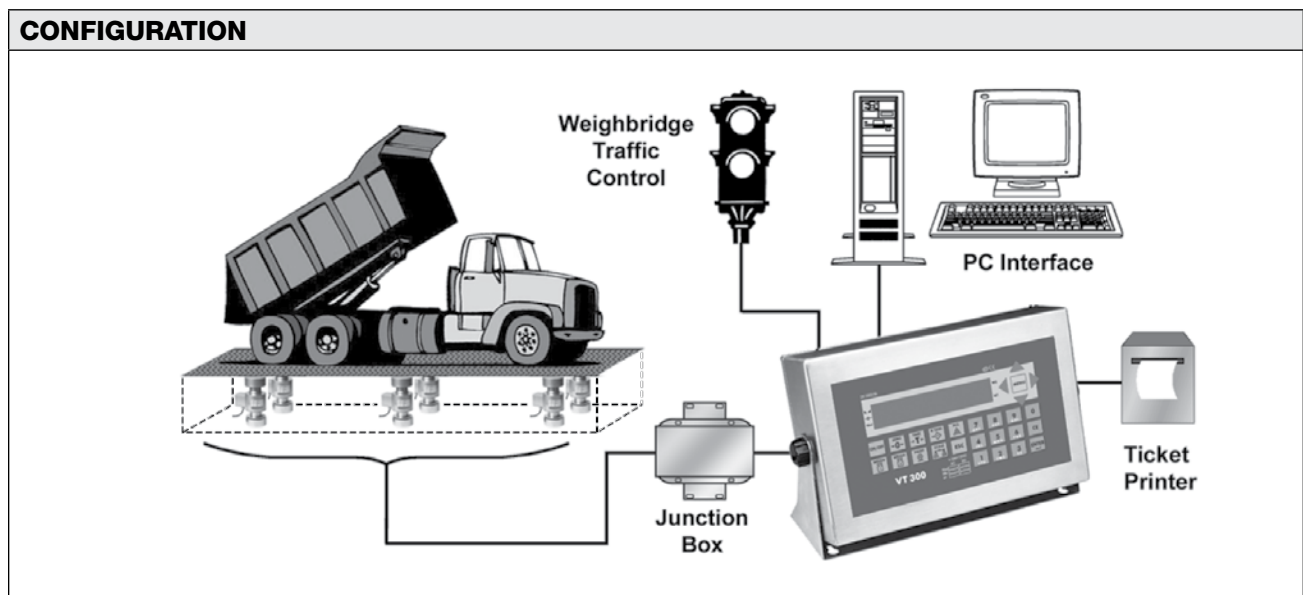 CONFIGURATION
Weighbridge
Traffic
Control
PC Interface
VT 300
Junction
Box
Ticket
Printer